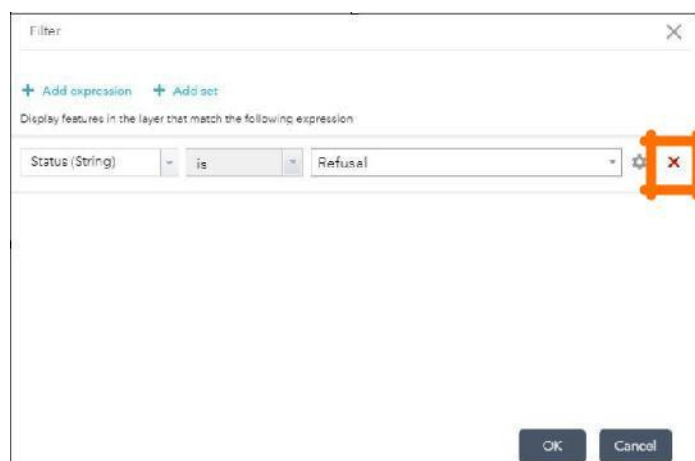 Filter
Add expression Add set
Display features in the layer that match the following expression
Status (String) is Refusal
OK Cancel